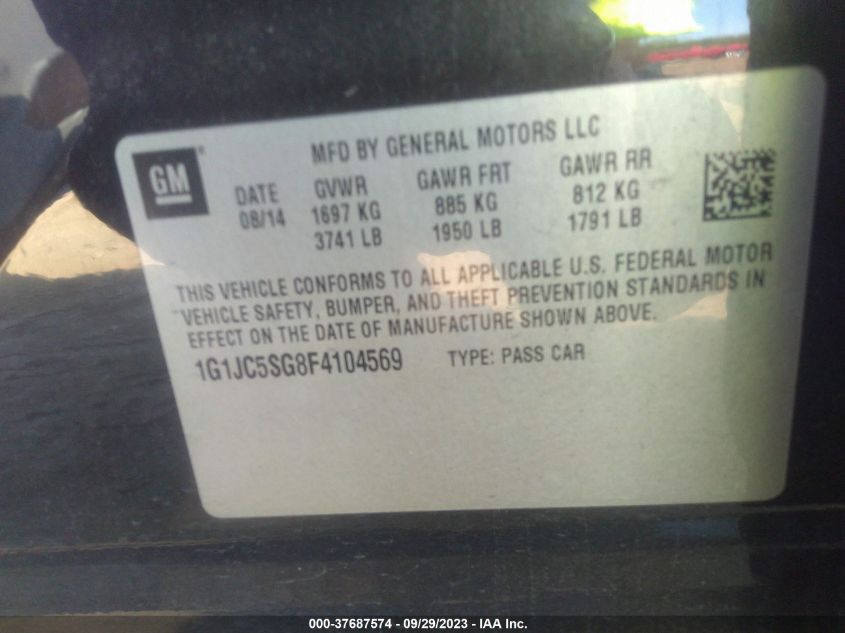 MFD BY GENERAL MOTORS LLC
GM®
DATE GVWR GAWR FRT GAWR RR
08/14 1697 KG 885 KG 812 KG
3741 LB 1950 LB 1791 LB
THIS VEHICLE CONFORMS TO ALL APPLICABLE U.S. FEDERAL MOTOR
VEHICLE SAFETY, BUMPER, AND THEFT PREVENTION STANDARDS IN
EFFECT ON THE DATE OF MANUFACTURE SHOWN ABOVE.
1G1JC5SG8F4104569 TYPE: PASS CAR
000-37687574 - 09/29/2023 - IAA Inc.